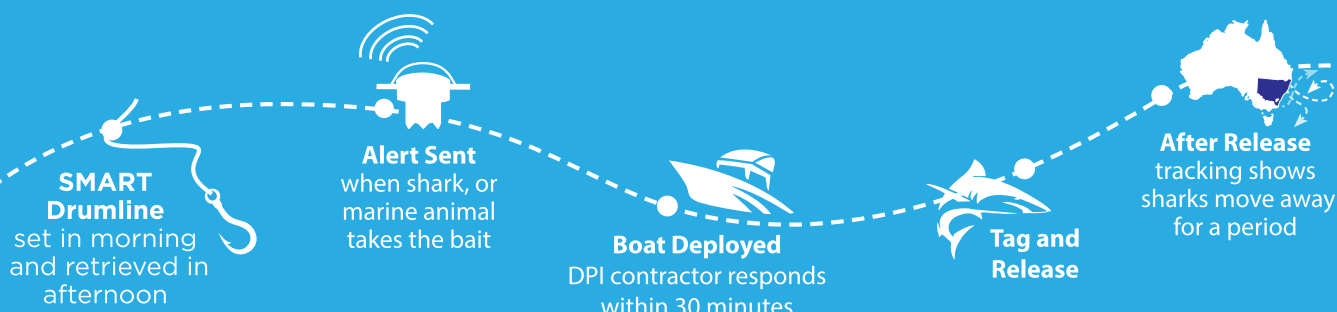 SMART
Drumline
set in morning
and retrieved in
afternoon
Alert Sent
when shark, or
marine animal
takes the bait
Boat Deployed
DPI contractor responds
within 30 minutes
Tag and
Release
After Release
tracking shows
sharks move away
for a period